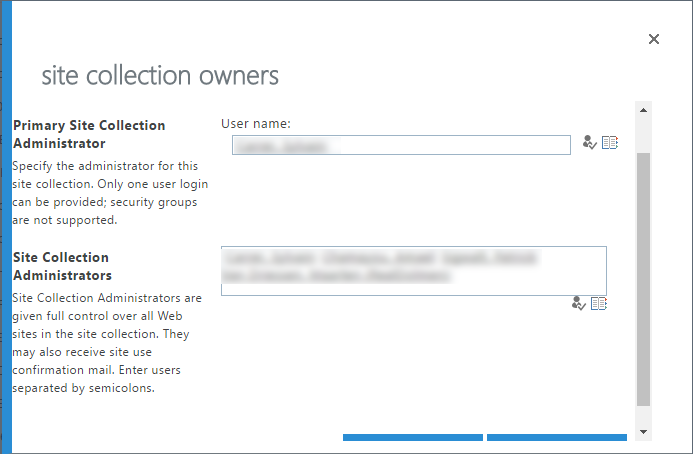 site collection owners
Primary Site Collection
Administrator
User name:
Specify the administrator for this
site collection. Only one user login
can be provided; security groups
are not supported.
Site Collection
Administrators
Site Collection Administrators are
given full control over all Web
sites in the site collection. They
may also receive site use
confirmation mail. Enter users
separated by semicolons.